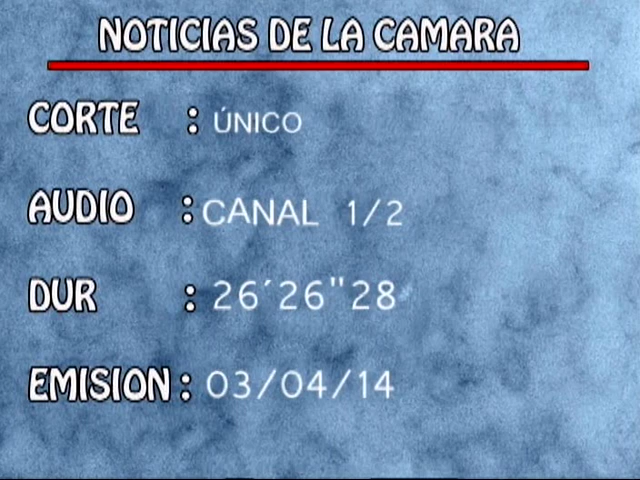 NOTICIAS DE LA CAMARA
CORTE : ÚNICO
AUDIO : CANAL 1/2
DUR : 26´26"28
EMISION : 03/04/14